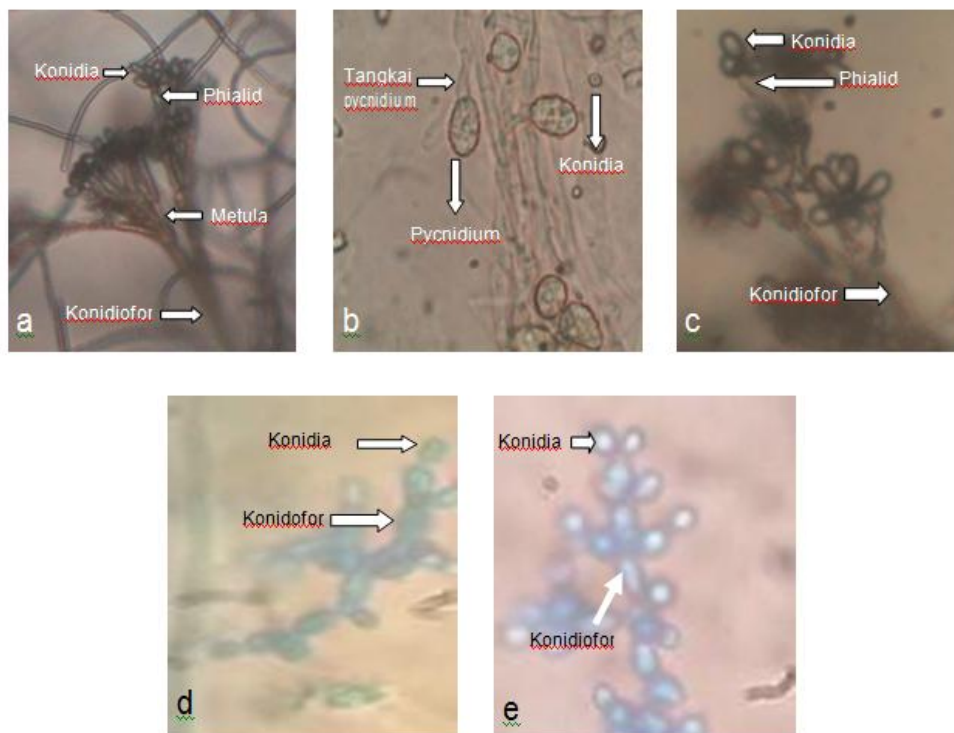 Konidia
Phialid
Metula
Konidiofor
a
Tangkai
pycnidium
Konidia
Pycnidium
b
Konidia
Phialid
Konidiofor
c
Konidia
Konidofor
d
Konidia
Konidiofor
e